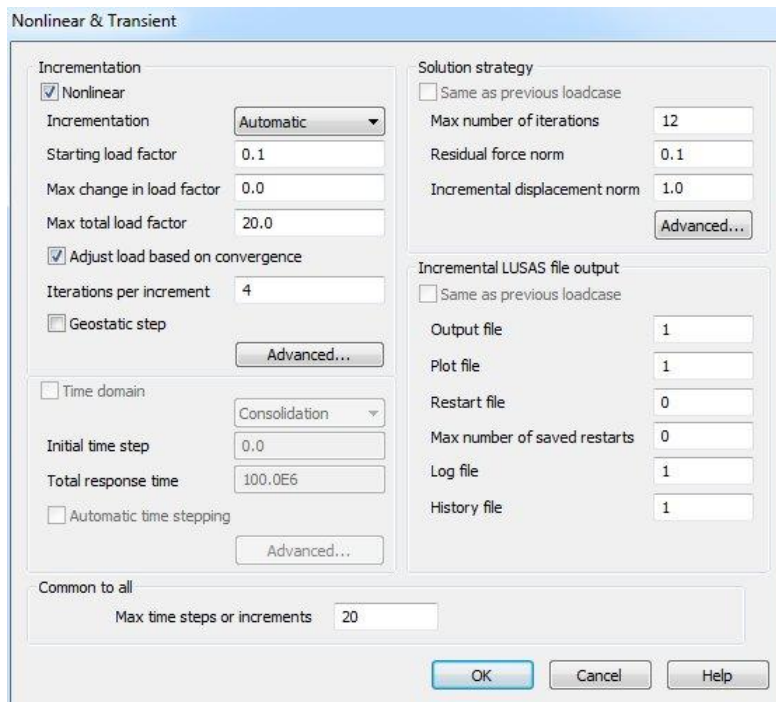 Nonlinear & Transient
Incrementation
Nonlinear
Incrementation Automatic
Starting load factor 0.1
Max change in load factor 0.0
Max total load factor 20.0
Adjust load based on convergence
Iterations per increment 4
Geostatic step
Advanced...
Time domain
Consolidation
Initial time step 0.0
Total response time 100.0E6
Automatic time stepping
Advanced...
Solution strategy
Same as previous loadcase
Max number of iterations 12
Residual force norm 0.1
Incremental displacement norm 1.0
Advanced...
Incremental LUSAS file output
Same as previous loadcase
Output file 1
Plot file 1
Restart file 0
Max number of saved restarts 0
Log file 1
History file 1
Common to all
Max time steps or increments 20
OK Cancel Help